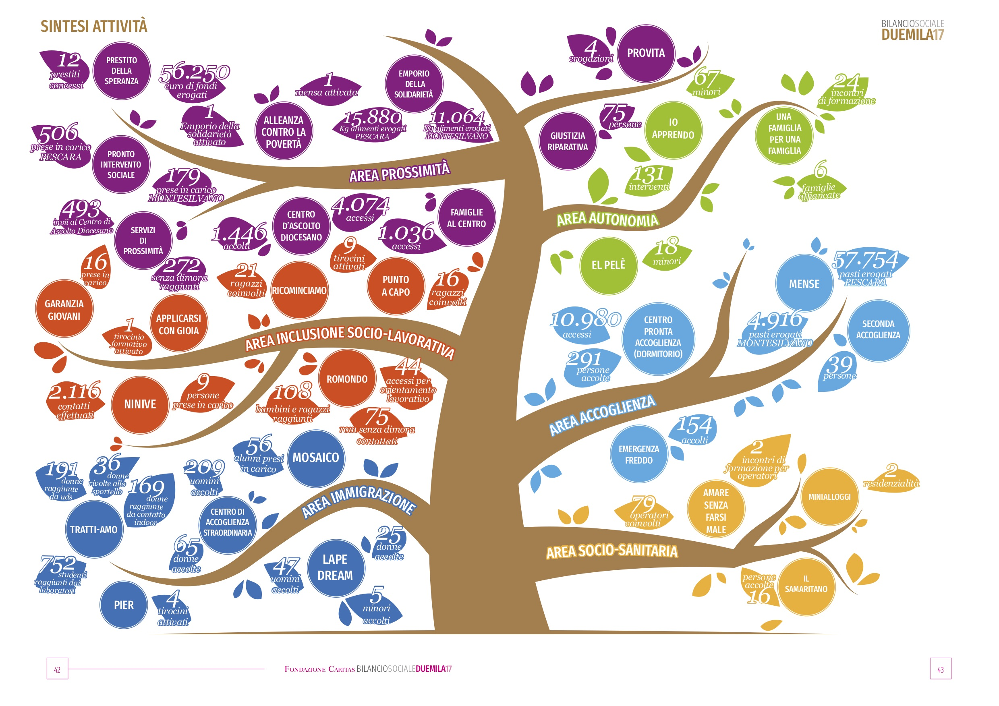 SINTESI ATTIVITÀ
BILANCIOSOCIALE
DUEMILA17
12
prestiti
concessi
PRESTITO
DELLA
SPERANZA
56.250
euro di fondi
erogati
1
Emporio della
solidarietà
attivato
ALLEANZA
CONTRO LA
POVERTÀ
1
mensa attivata
EMPORIO
DELLA
SOLIDARIETÀ
15.880
Kg alimenti erogati
PESCARA
11.064
Kg alimenti erogati
MONTESILVANO
506
prese in carico
PESCARA
PRONTO
INTERVENTO
SOCIALE
179
prese in carico
MONTESILVANO
AREA PROSSIMITÀ
493
invii al Centro di
Ascolto Diocesano
SERVIZI
DI
PROSSIMITÀ
272
senza dimora
raggiunti
1.446
accolti
CENTRO
D'ASCOLTO
DIOCESANO
4.074
accessi
1.036
accessi
FAMIGLIE
AL CENTRO
4
erogazioni
PROVITA
GIUSTIZIA
RIPARATIVA
75
persone
67
minori
IO
APPRENDO
131
interventi
24
incontri
di formazione
UNA
FAMIGLIA
PER UNA
FAMIGLIA
6
famiglie
affiancate
AREA AUTONOMIA
EL PELÈ
18
minori
16
prese in
carico
GARANZIA
GIOVANI
1
tirocinio
formativo
attivato
APPLICARSI
CON GIOIA
21
ragazzi
coinvolti
RICOMINCIAMO
9
tirocini
attivati
PUNTO
A CAPO
16
ragazzi
coinvolti
AREA INCLUSIONE SOCIO-LAVORATIVA
2.116
contatti
effettuati
NINIVE
9
persone
prese in carico
108
bambini e ragazzi
raggiunti
ROMONDO
44
accessi per
orientamento
lavorativo
75
rom senza dimora
contattati
MENSE
57.754
pasti erogati
PESCARA
4.916
pasti erogati
MONTESILVANO
10.980
accessi
291
persone
accolte
CENTRO
PRONTA
ACCOGLIENZA
(DORMITORIO)
SECONDA
ACCOGLIENZA
39
persone
AREA ACCOGLIENZA
EMERGENZA
FREDDO
154
accolti
191
donne
raggiunte
da uds
36
donne
rivolte allo
sportello
169
donne
raggiunte
da contatto
indoor
TRATTI-AMO
752
studenti
raggiunti dai
laboratori
209
uomini
accolti
CENTRO DI
ACCOGLIENZA
STRAORDINARIA
65
donne
accolte
56
alunni presi
in carico
MOSAICO
AREA IMMIGRAZIONE
PIER
4
tirocini
attivati
47
uomini
accolti
LAPE
DREAM
25
donne
accolte
5
minori
accolti
2
incontri di
formazione per
operatori
79
operatori
coinvolti
AMARE
SENZA
FARSI
MALE
MINIALLOGGI
2
residenzialità
AREA SOCIO-SANITARIA
persone
accolte
16
IL
SAMARITANO
42
FONDAZIONE CARITAS BILANCIOSOCIALEDUEMILA17
43